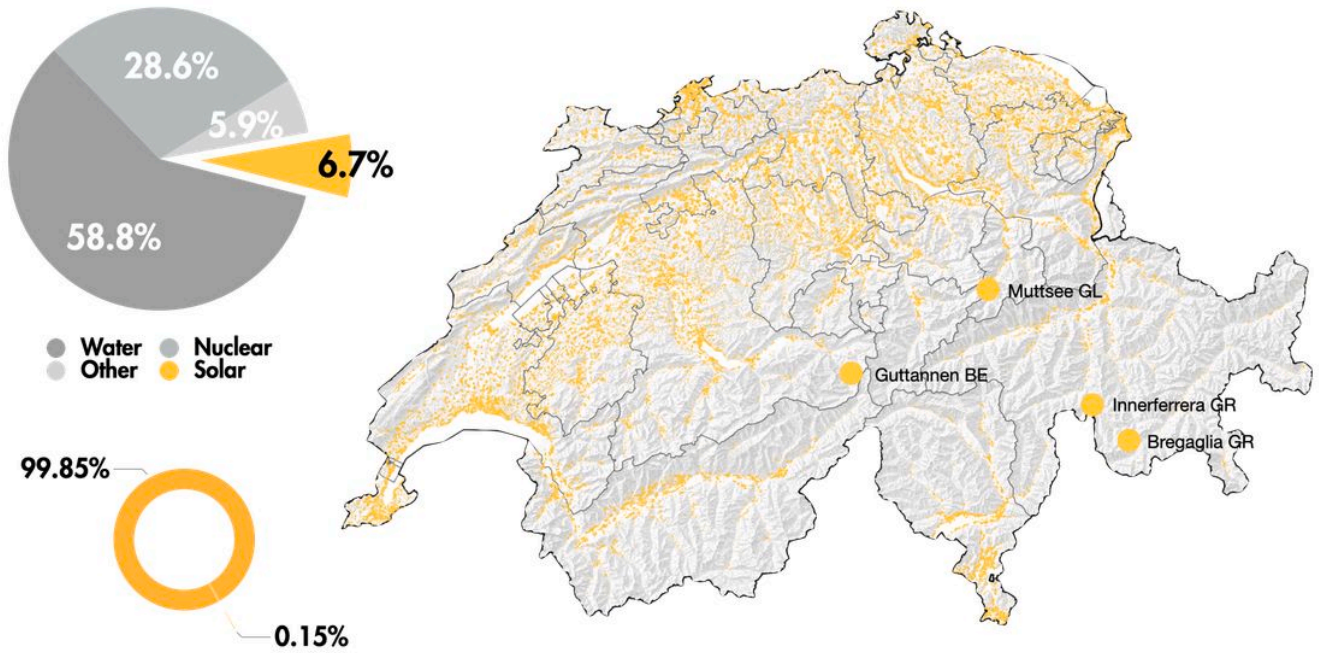 28.6%
5.9%
6.7%
58.8%
Water Nuclear
Other Solar
99.85%
0.15%
Muttsee GL
Guttannen BE
Innerferrera GR
Bregaglia GR